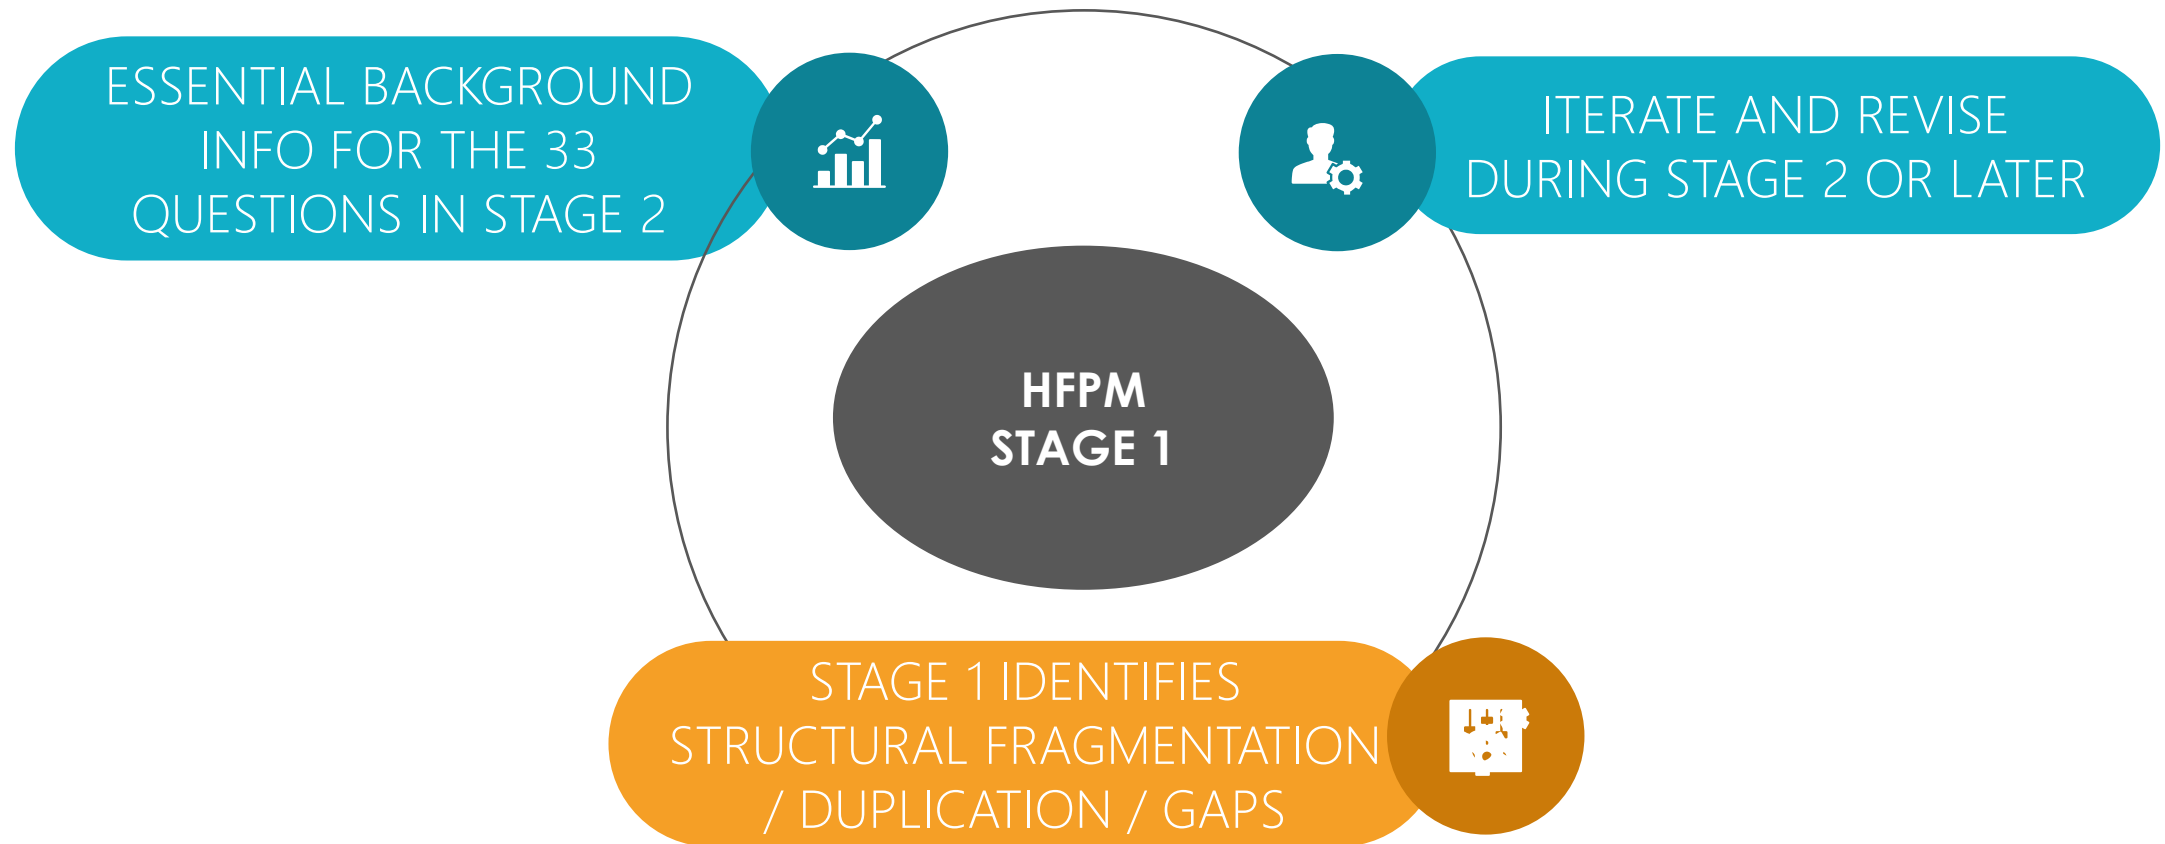 ESSENTIAL BACKGROUND
INFO FOR THE 33
QUESTIONS IN STAGE 2
ITERATE AND REVISE
DURING STAGE 2 OR LATER
HFPM
STAGE 1
STAGE 1 IDENTIFIES
STRUCTURAL FRAGMENTATION
/ DUPLICATION / GAPS